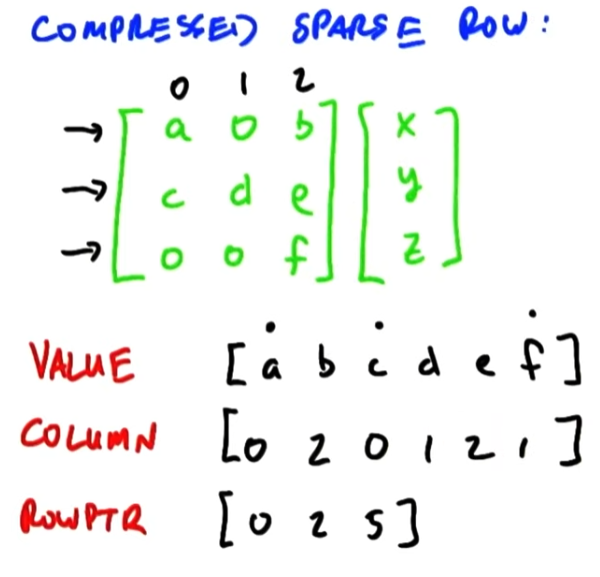 COMPRESSED SPARSE ROW:
0 1 2
→ [ a 0 b ] [ x ]
→ [ c d e ] [ y ]
→ [ 0 0 f ] [ z ]
VALUE [ a b c d e f ]
COLUMN [ 0 2 0 1 2 1 ]
ROWPTR [ 0 2 5 ]